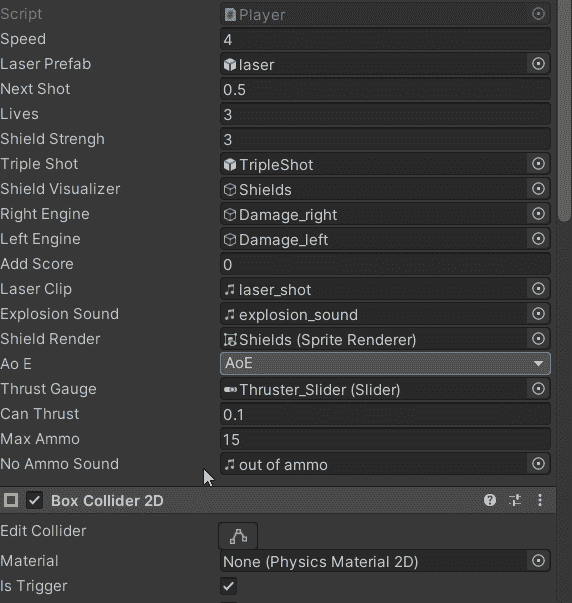 Script Player
Speed 4
Laser Prefab laser
Next Shot 0.5
Lives 3
Shield Strengh 3
Triple Shot TripleShot
Shield Visualizer Shields
Right Engine Damage_right
Left Engine Damage_left
Add Score 0
Laser Clip laser_shot
Explosion Sound explosion_sound
Shield Render Shields (Sprite Renderer)
Ao E AoE
Thrust Gauge Thruster_Slider (Slider)
Can Thrust 0.1
Max Ammo 15
No Ammo Sound out of ammo
Box Collider 2D
Edit Collider
Material None (Physics Material 2D)
Is Trigger